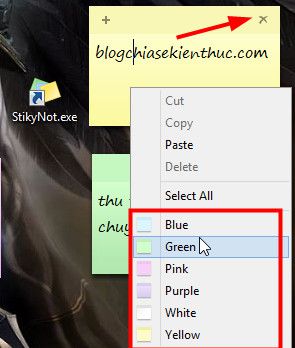 blogchiasekienthuc.com
StikyNot.exe
Cut
Copy
Paste
Delete
Select All
thu
chuy
Blue
Green
Pink
Purple
White
Yellow